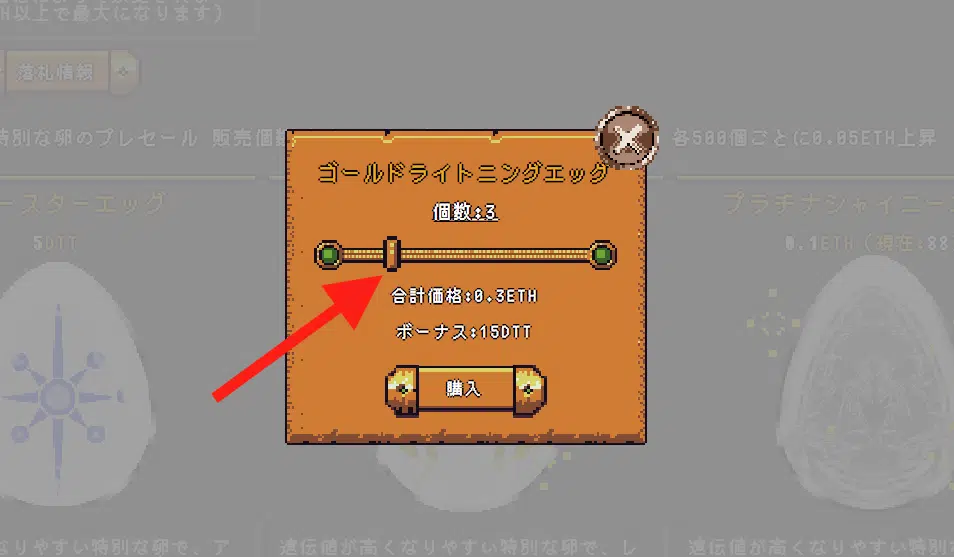 H以上で最大になります)
落札情報
特別な卵のプレセール 販売個
各500個ごとに0.05ETH上昇
ゴールドライトニングエッグ
個数:3
ースターエッグ
プラチナシャイニー
5DTT
0.1ETH(現在:88
合計価格:0.3ETH
ボーナス:15DTT
購入
なりやすい特別な卵で、ア
遺伝値が高くなりやすい特別な卵で、レ
遺伝値が高くなりやすい特別な卵で、